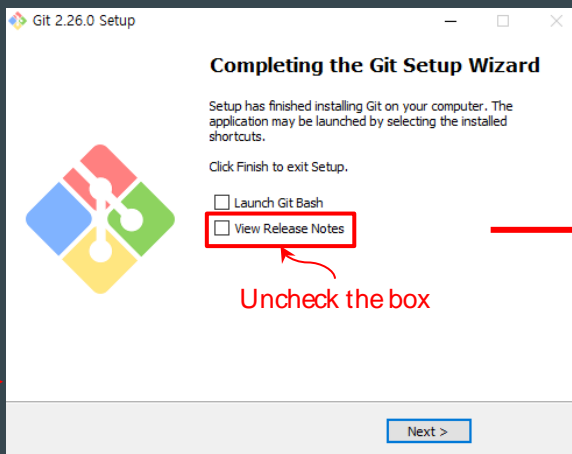 Git 2.26.0 Setup
Completing the Git Setup Wizard
Setup has finished installing Git on your computer. The
application may be launched by selecting the installed
shortcuts.
Click Finish to exit Setup.
Launch Git Bash
View Release Notes
Uncheck the box
Next >